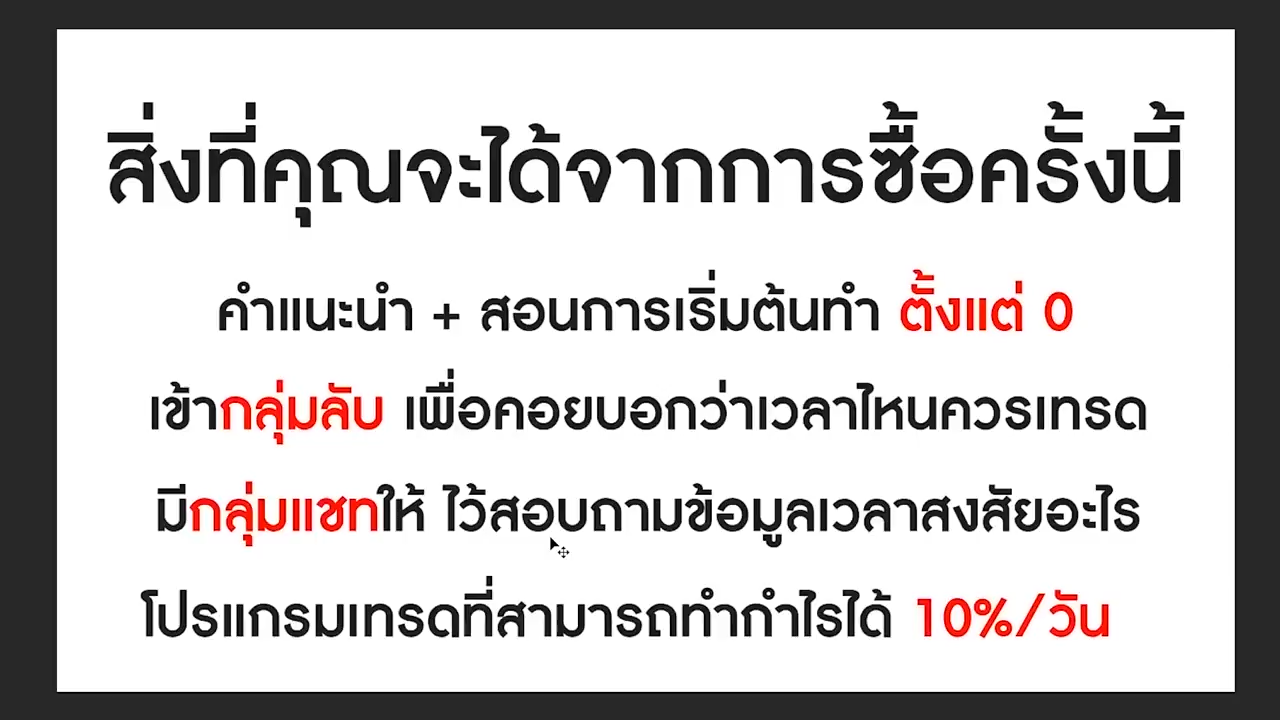 สิ่งที่คุณจะได้จากการซื้อครั้งนี้
คำแนะนำ + สอนการเริ่มต้นทำ ตั้งแต่ 0
เข้ากลุ่มลับ เพื่อคอยบอกว่าเวลาไหนควรเทรด
มีกลุ่มแชทให้ ไว้สอบถามข้อมูลเวลาสงสัยอะไร
โปรแกรมเทรดที่สามารถทำกำไรได้ 10%/วัน